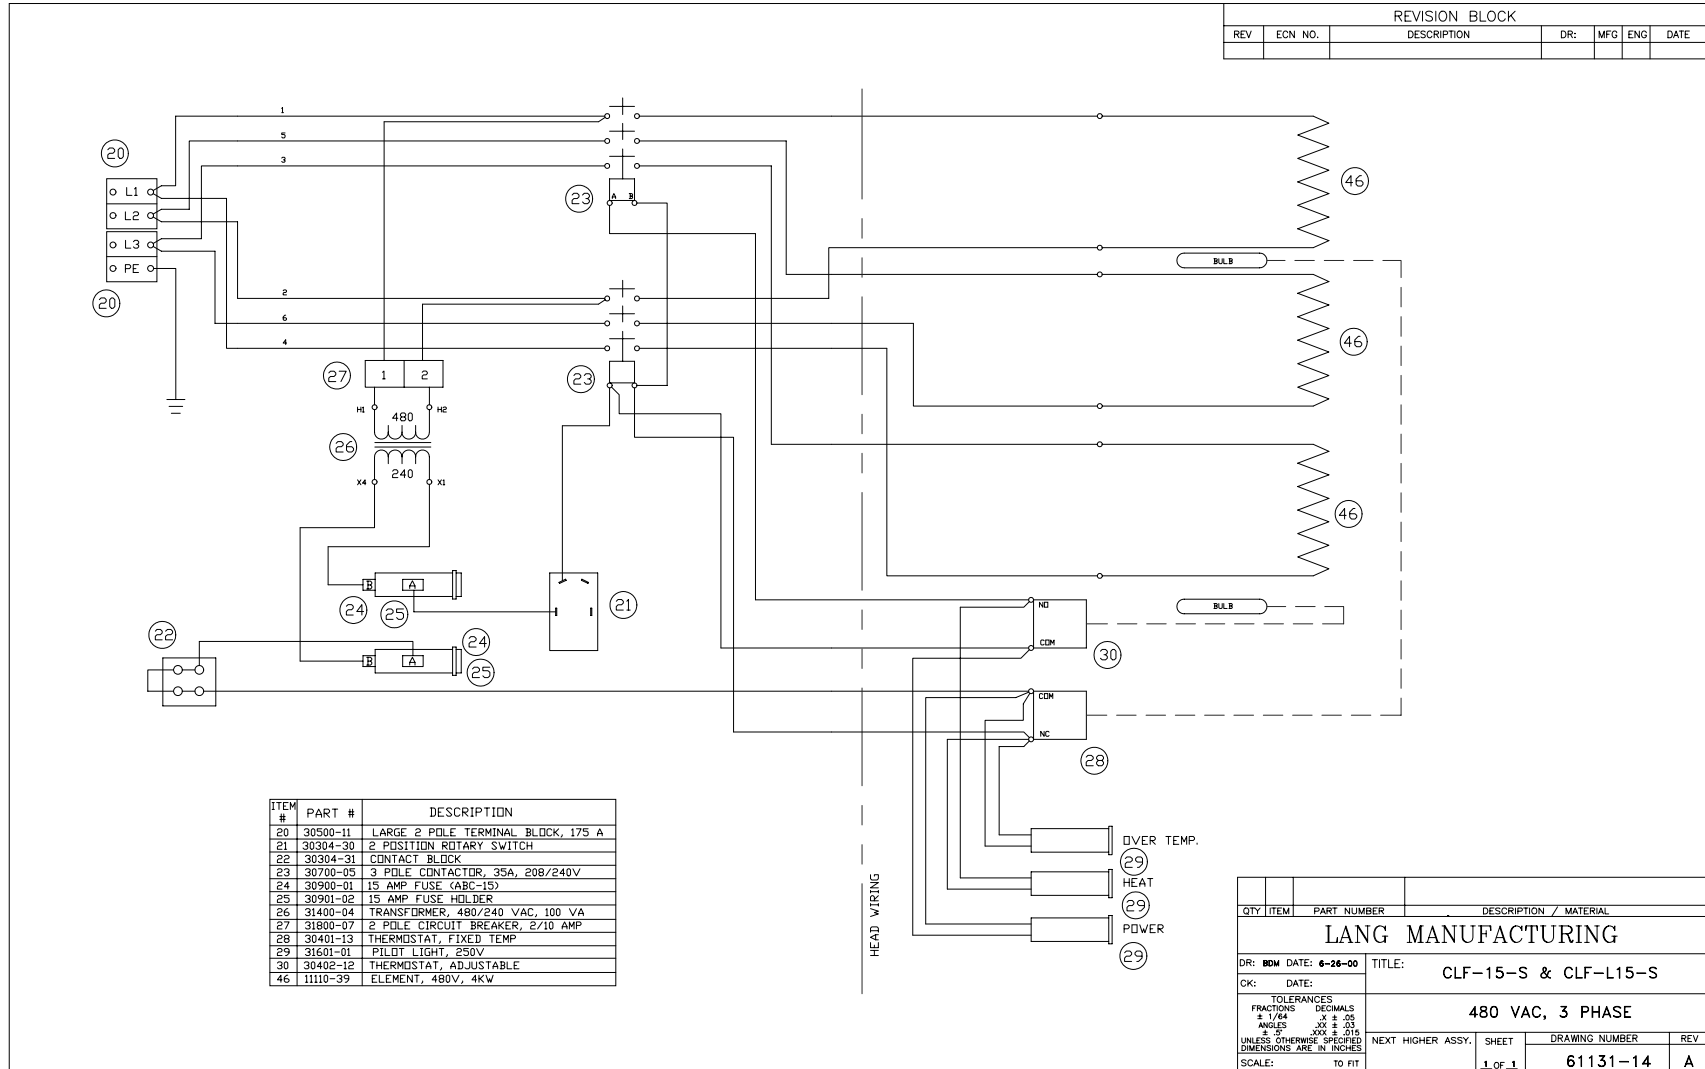 REVISION BLOCK
REV ECN NO. DESCRIPTION DR: MFG ENG DATE
1
5
3
20
L1
L2
L3
PE
20
23
A B
46
BULB
2
6
4
46
27
1 2
23
H1 480 H2
26
240
X4 X1
46
B A
24 25
21
NO
BULB
COM
30
22
24
B A
25
COM
NC
28
OVER TEMP.
29
HEAT
29
POWER
29
HEAD WIRING
ITEM # PART # DESCRIPTION
20 30500-11 LARGE 2 POLE TERMINAL BLOCK, 175 A
21 30304-30 2 POSITION ROTARY SWITCH
22 30304-31 CONTACT BLOCK
23 30700-05 3 POLE CONTACTOR, 35A, 208/240V
24 30900-01 15 AMP FUSE (ABC-15)
25 30901-02 15 AMP FUSE HOLDER
26 31400-04 TRANSFORMER, 480/240 VAC, 100 VA
27 31800-07 2 POLE CIRCUIT BREAKER, 2/10 AMP
28 30401-13 THERMOSTAT, FIXED TEMP
29 31601-01 PILOT LIGHT, 250V
30 30402-12 THERMOSTAT, ADJUSTABLE
46 11110-39 ELEMENT, 480V, 4KW
QTY ITEM PART NUMBER DESCRIPTION / MATERIAL
LANG MANUFACTURING
DR: BDM DATE: 6-26-00
CK: DATE:
TITLE: CLF-15-S & CLF-L15-S
480 VAC, 3 PHASE
TOLERANCES
FRACTIONS DECIMALS
± 1/64 .X ± .05
ANGLES .XX ± .03
± .5° .XXX ± .015
UNLESS OTHERWISE SPECIFIED
DIMENSIONS ARE IN INCHES
SCALE: TO FIT
NEXT HIGHER ASSY.
SHEET
1 OF 1
DRAWING NUMBER
61131-14
REV
A